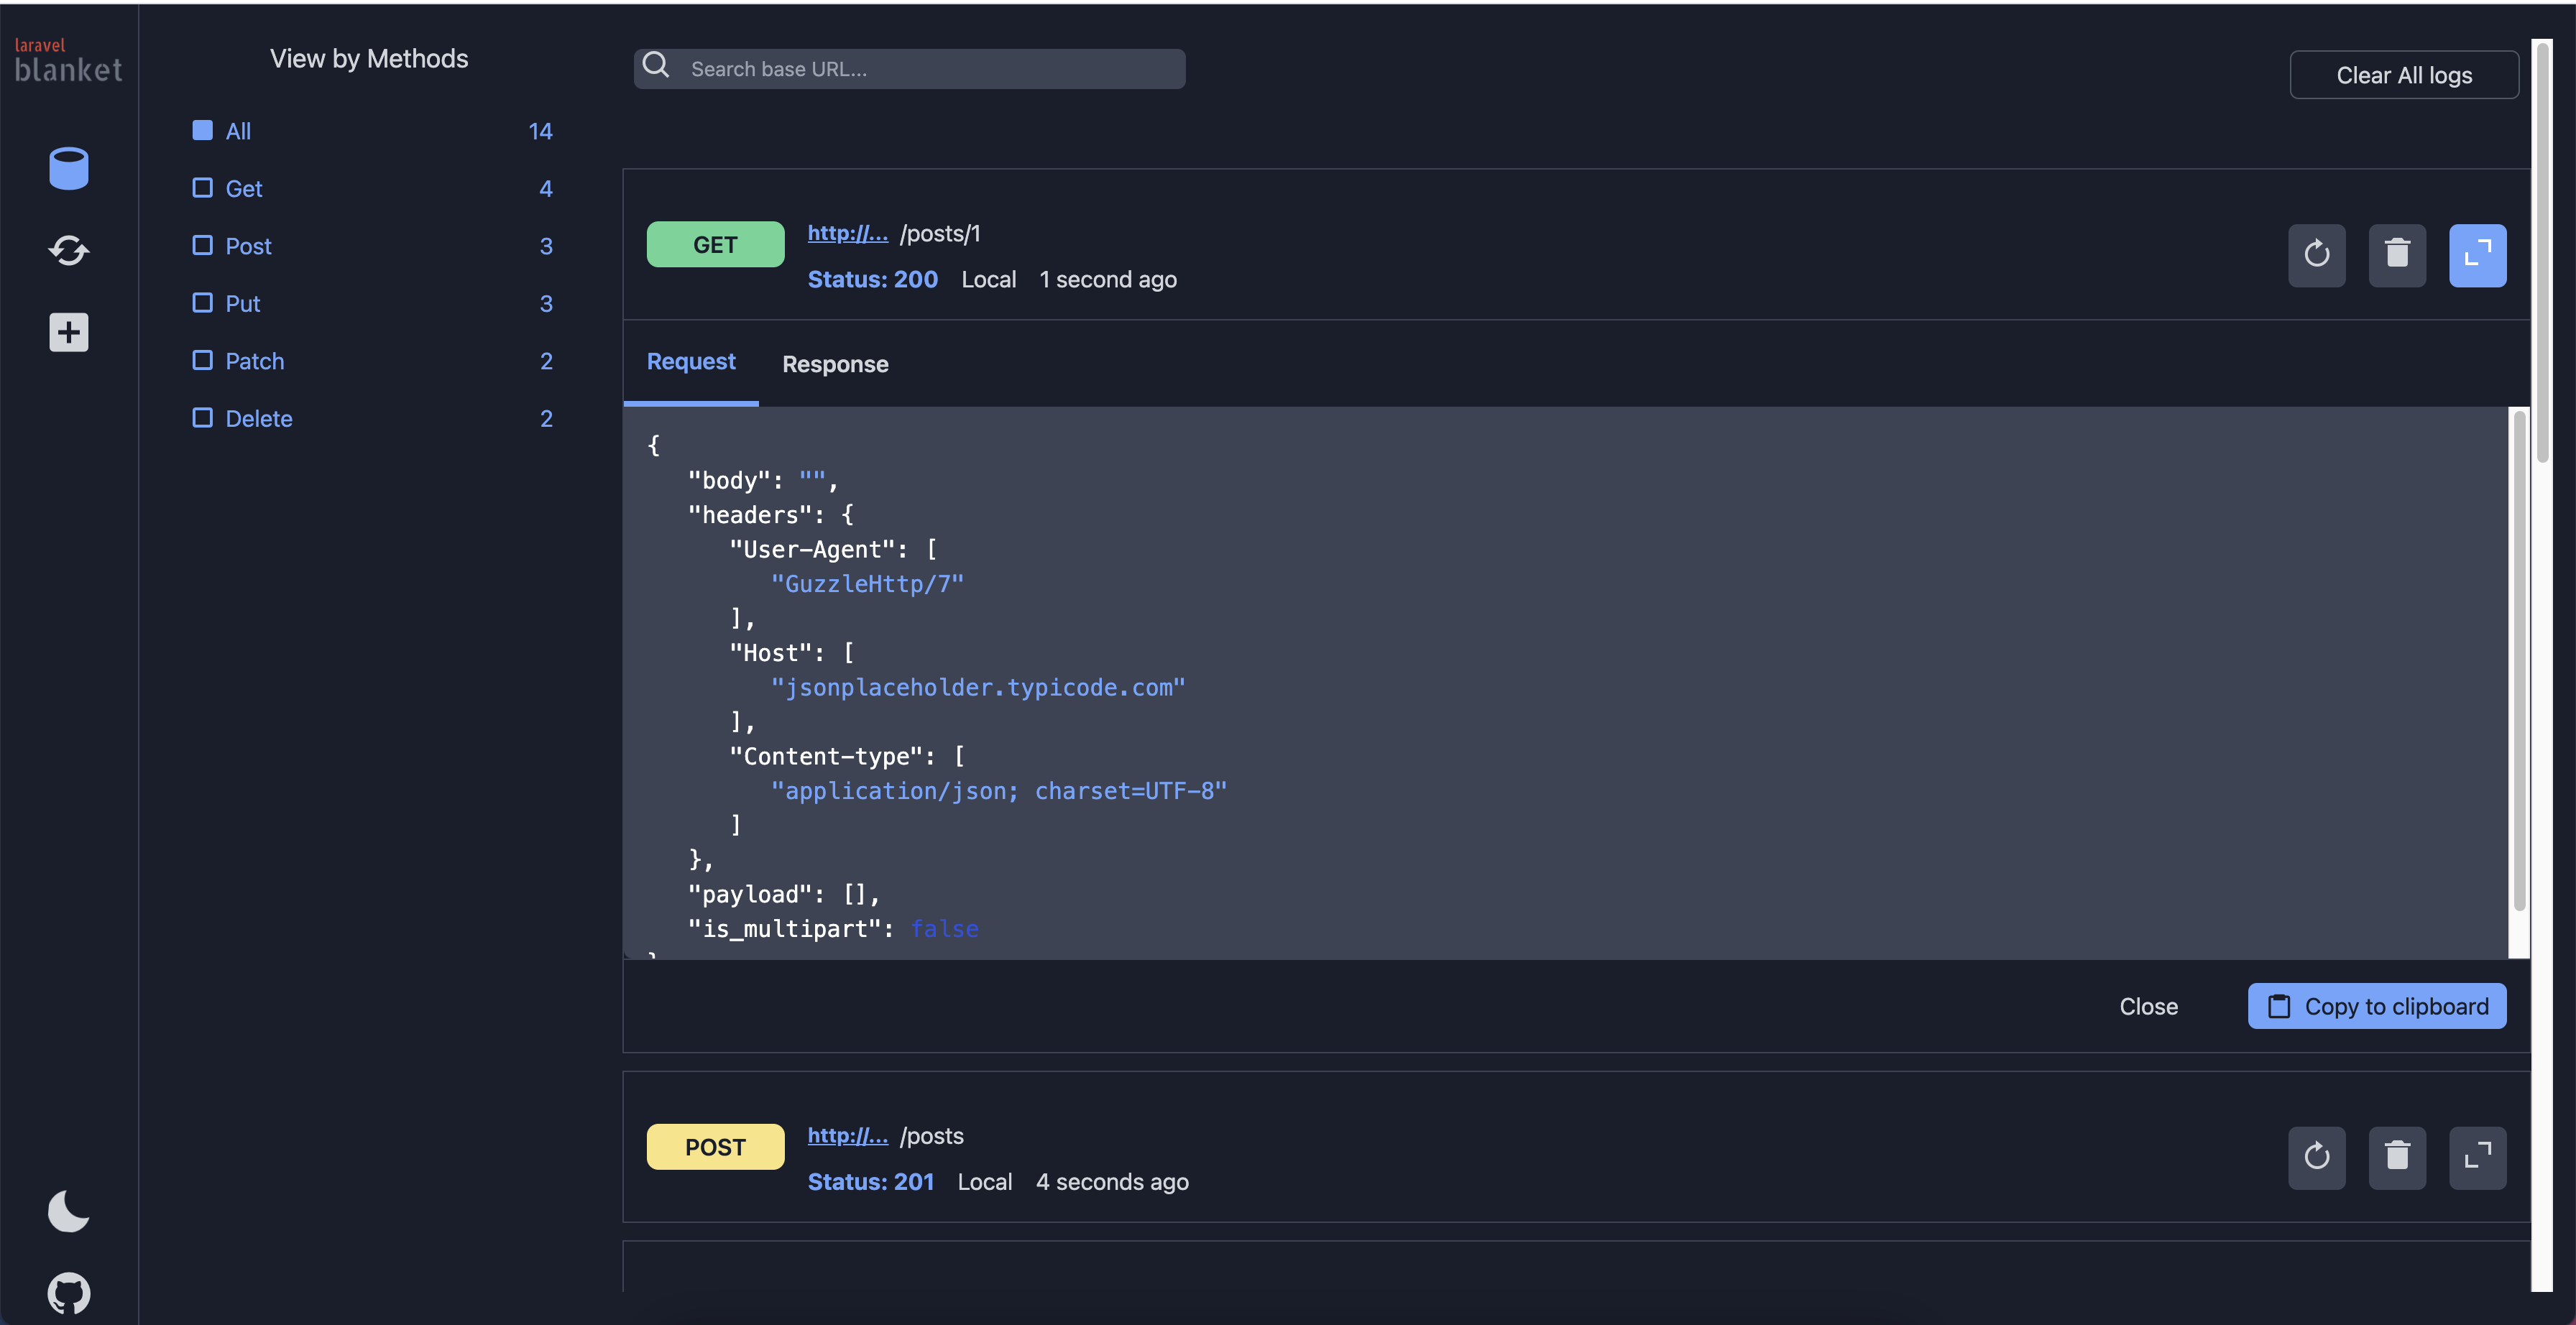 laravel
blanket
View by Methods
All 14
Get 4
Post 3
Put 3
Patch 2
Delete 2
Search base URL...
Clear All logs
GET
http://... /posts/1
Status: 200 Local 1 second ago
Request Response
{
"body": "",
"headers": {
"User-Agent": [
"GuzzleHttp/7"
],
"Host": [
"jsonplaceholder.typicode.com"
],
"Content-type": [
"application/json; charset=UTF-8"
]
},
"payload": [],
"is_multipart": false
}
Close Copy to clipboard
POST
http://... /posts
Status: 201 Local 4 seconds ago